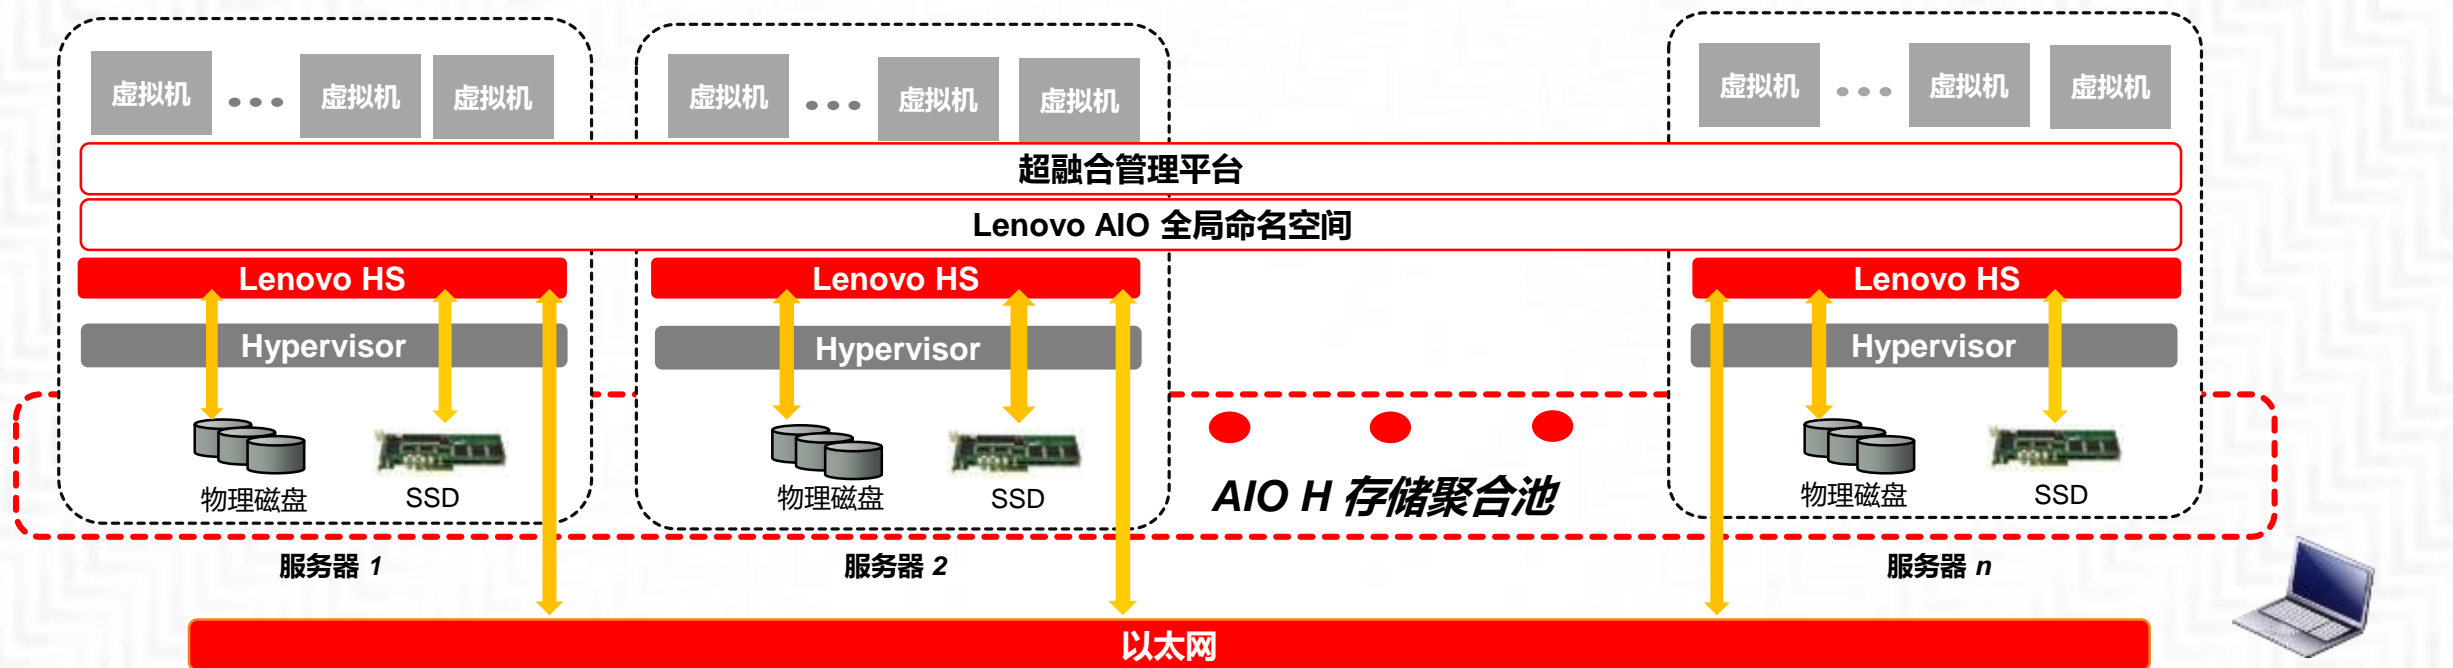 虚拟机 虚拟机 虚拟机 虚拟机 虚拟机 虚拟机 虚拟机 虚拟机 虚拟机
超融合管理平台
Lenovo AIO 全局命名空间
Lenovo HS Lenovo HS Lenovo HS
Hypervisor Hypervisor Hypervisor
物理磁盘 SSD 物理磁盘 SSD AIO H 存储聚合池 物理磁盘 SSD
服务器 1 服务器 2 服务器 n
以太网